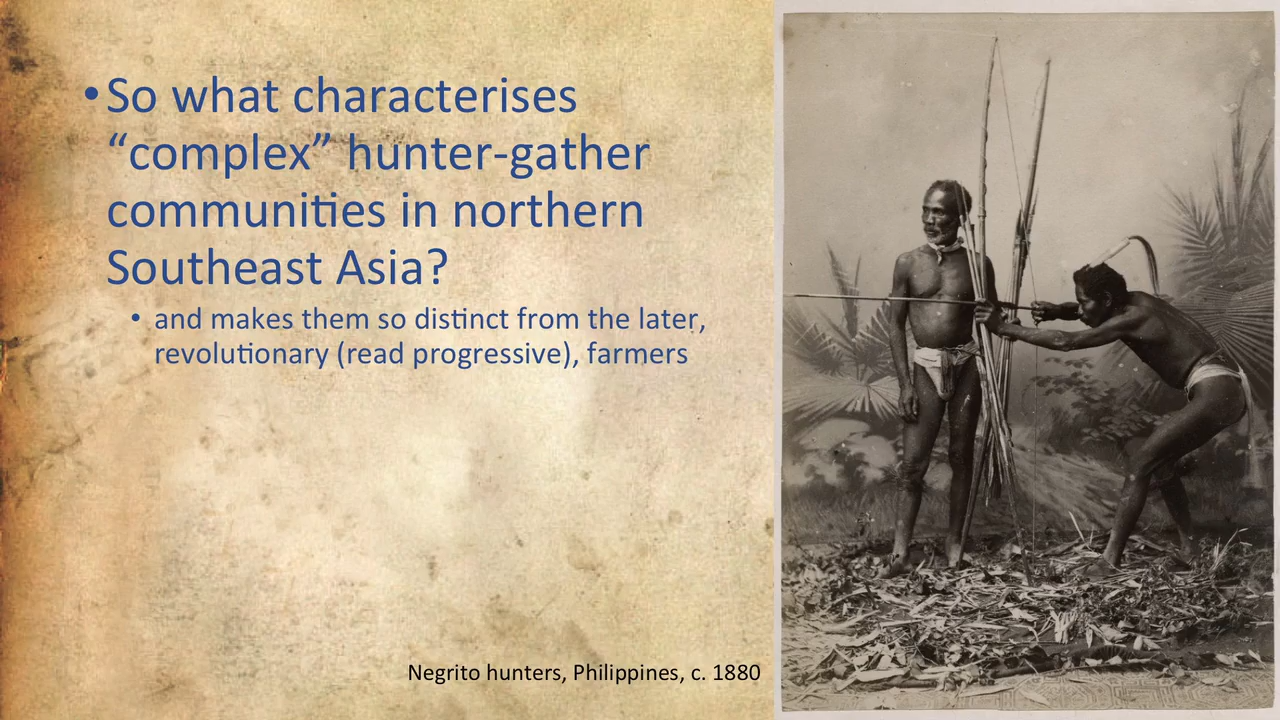 • So what characterises
“complex” hunter-gather
communities in northern
Southeast Asia?
• and makes them so distinct from the later,
revolutionary (read progressive), farmers
Negrito hunters, Philippines, c. 1880